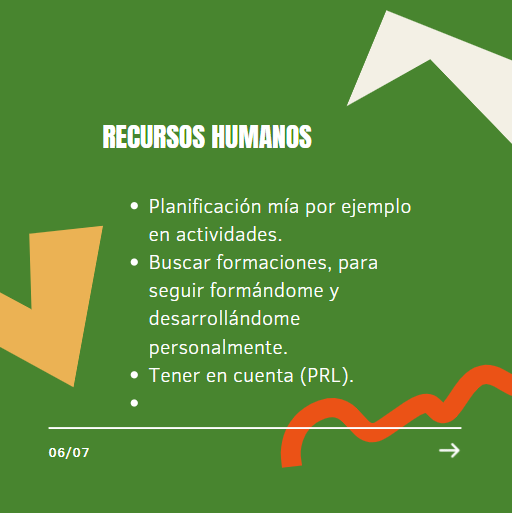 RECURSOS HUMANOS
• Planificación mía por ejemplo
en actividades.
• Buscar formaciones, para
seguir formándome y
desarrollándome
personalmente.
• Tener en cuenta (PRL).
•
06/07